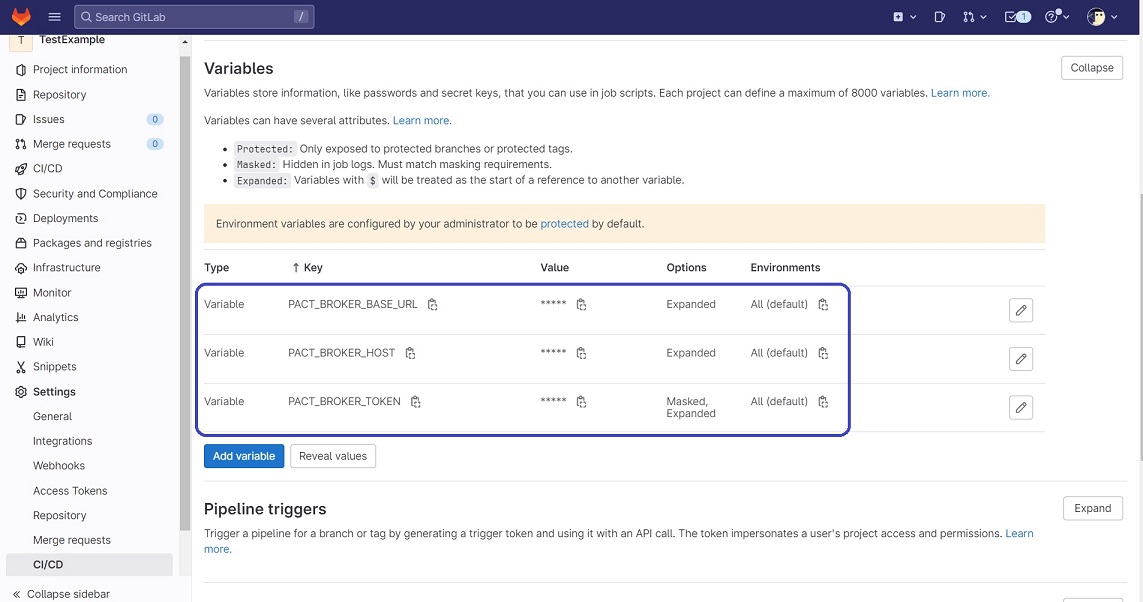 Search GitLab /
1
T TestExample
Project information
Repository
Issues 0
Merge requests 0
CI/CD
Security and Compliance
Deployments
Packages and registries
Infrastructure
Monitor
Analytics
Wiki
Snippets
Settings
General
Integrations
Webhooks
Access Tokens
Repository
Merge requests
CI/CD
Collapse sidebar
Variables
Collapse
Variables store information, like passwords and secret keys, that you can use in job scripts. Each project can define a maximum of 8000 variables. Learn more.
Variables can have several attributes. Learn more.
Protected: Only exposed to protected branches or protected tags.
Masked: Hidden in job logs. Must match masking requirements.
Expanded: Variables with $ will be treated as the start of a reference to another variable.
Environment variables are configured by your administrator to be protected by default.
Type ↑ Key Value Options Environments
Variable PACT_BROKER_BASE_URL ***** Expanded All (default)
Variable PACT_BROKER_HOST ***** Expanded All (default)
Variable PACT_BROKER_TOKEN ***** Masked, All (default)
Expanded
Add variable Reveal values
Pipeline triggers
Expand
Trigger a pipeline for a branch or tag by generating a trigger token and using it with an API call. The token impersonates a user's project access and permissions. Learn
more.